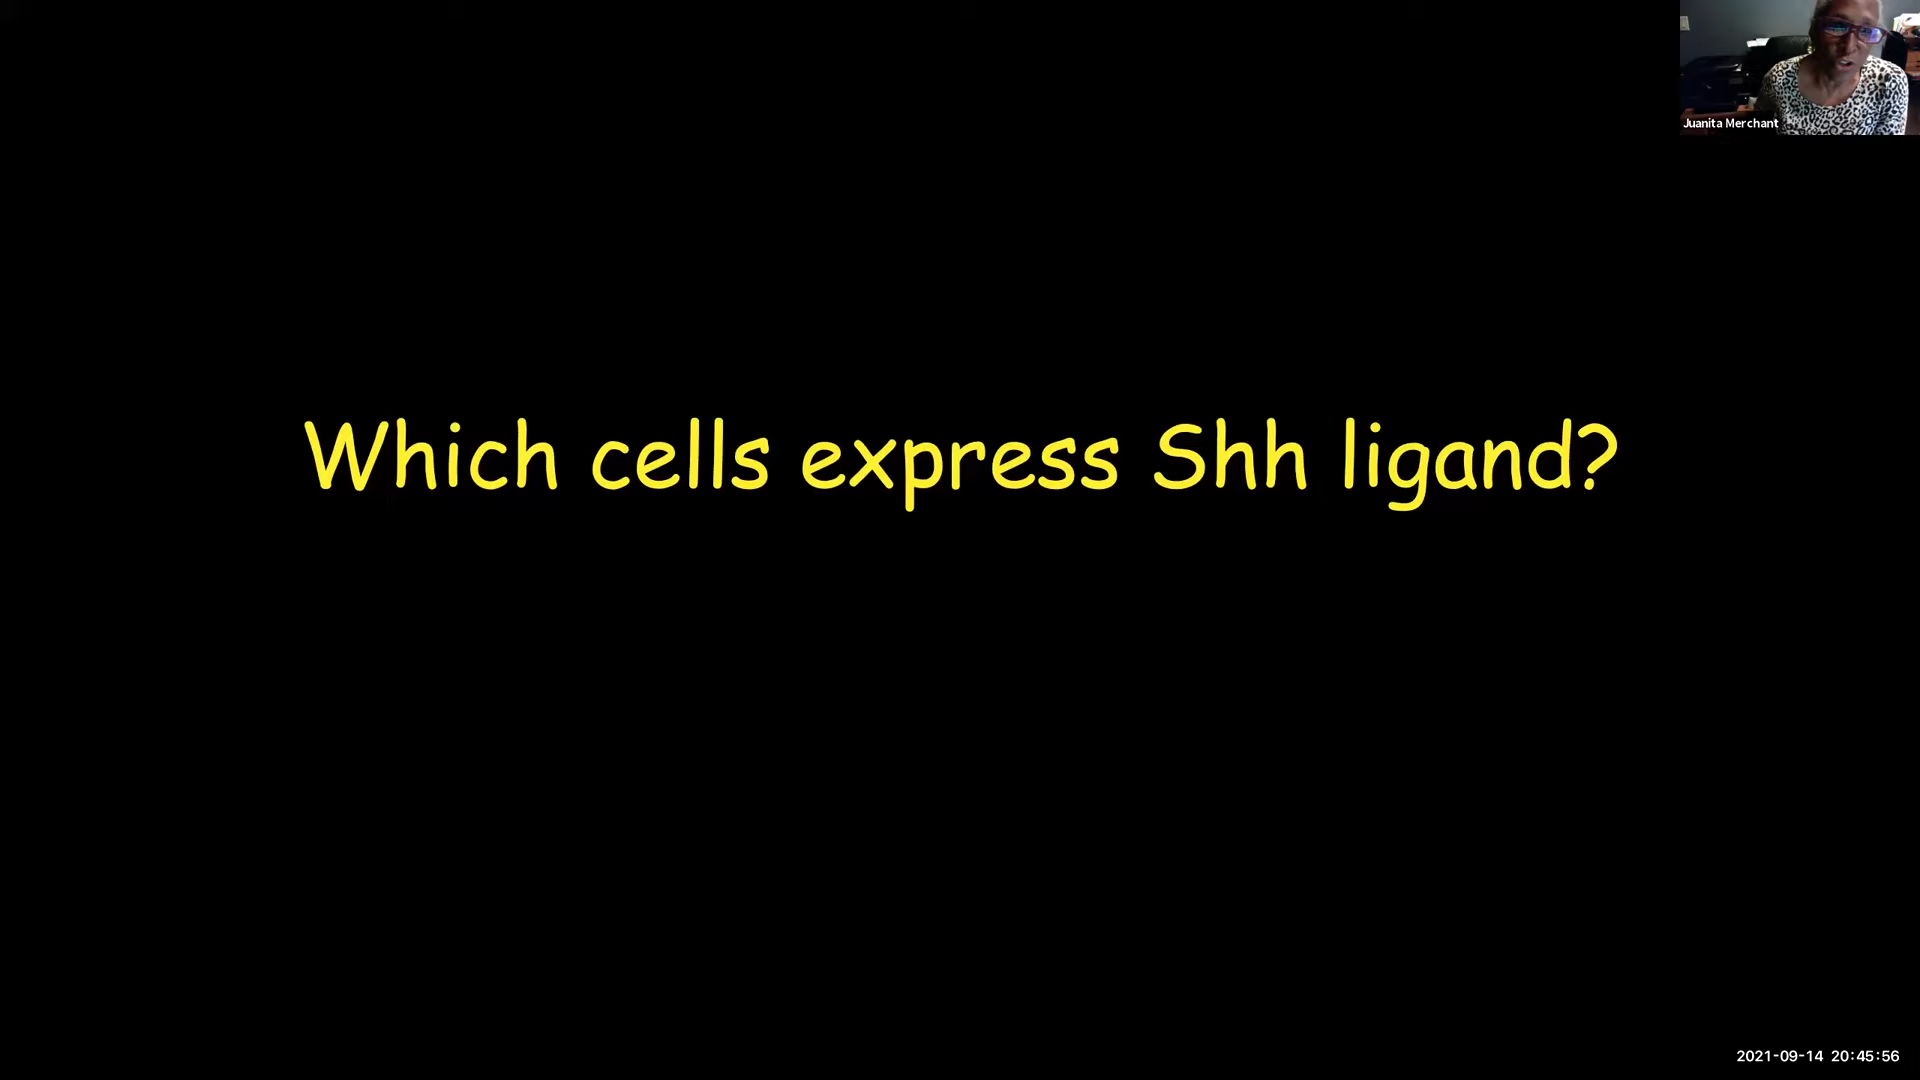 Juanita Merchant
Which cells express Shh ligand?
2021-09-14 20:45:56